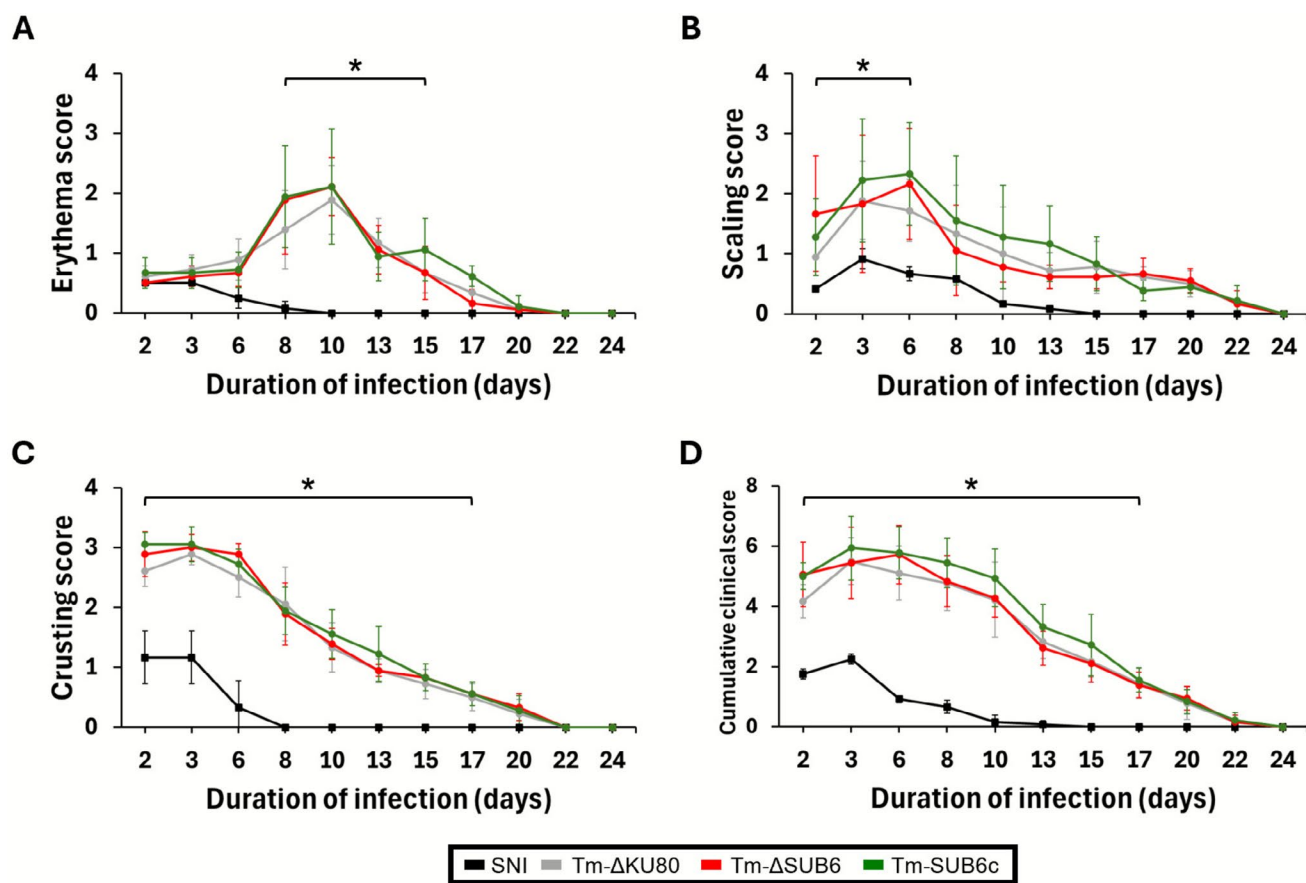 A
*
4
3
2
1
0
Erythema score
2 3 6 8 10 13 15 17 20 22 24
Duration of infection (days)
B
*
4
3
2
1
0
Scaling score
2 3 6 8 10 13 15 17 20 22 24
Duration of infection (days)
C
*
4
3
2
1
0
Crusting score
2 3 6 8 10 13 15 17 20 22 24
Duration of infection (days)
D
*
8
6
4
2
0
Cumulative clinical score
2 3 6 8 10 13 15 17 20 22 24
Duration of infection (days)
SNI Tm-ΔKU80 Tm-ΔSUB6 Tm-SUB6c